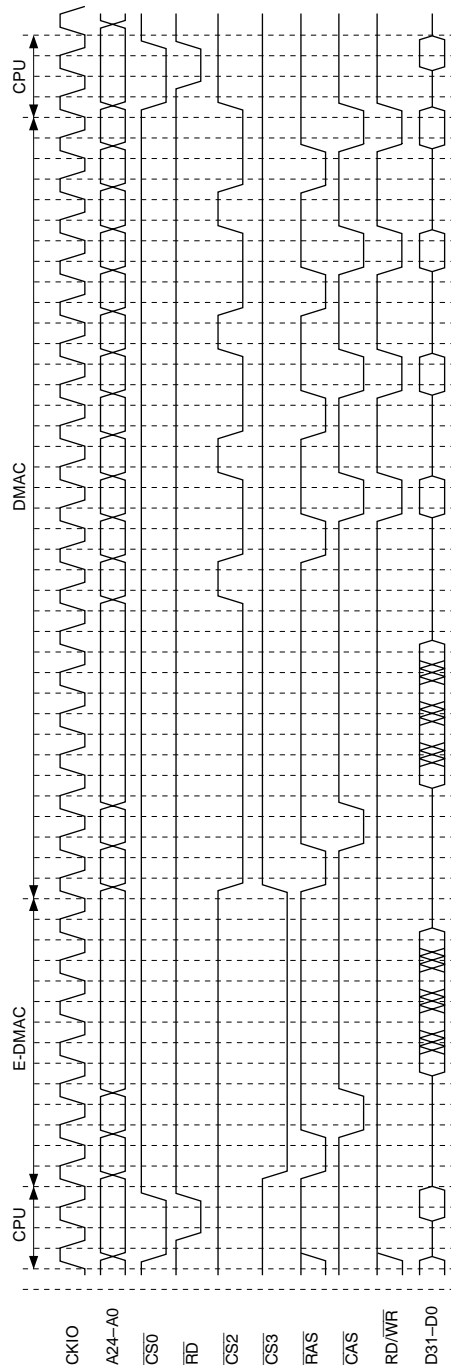 CPU
E-DMAC
DMAC
CPU
CKIO
A24–A0
CS0
RD
CS2
CS3
RAS
CAS
RD/WR
D31–D0